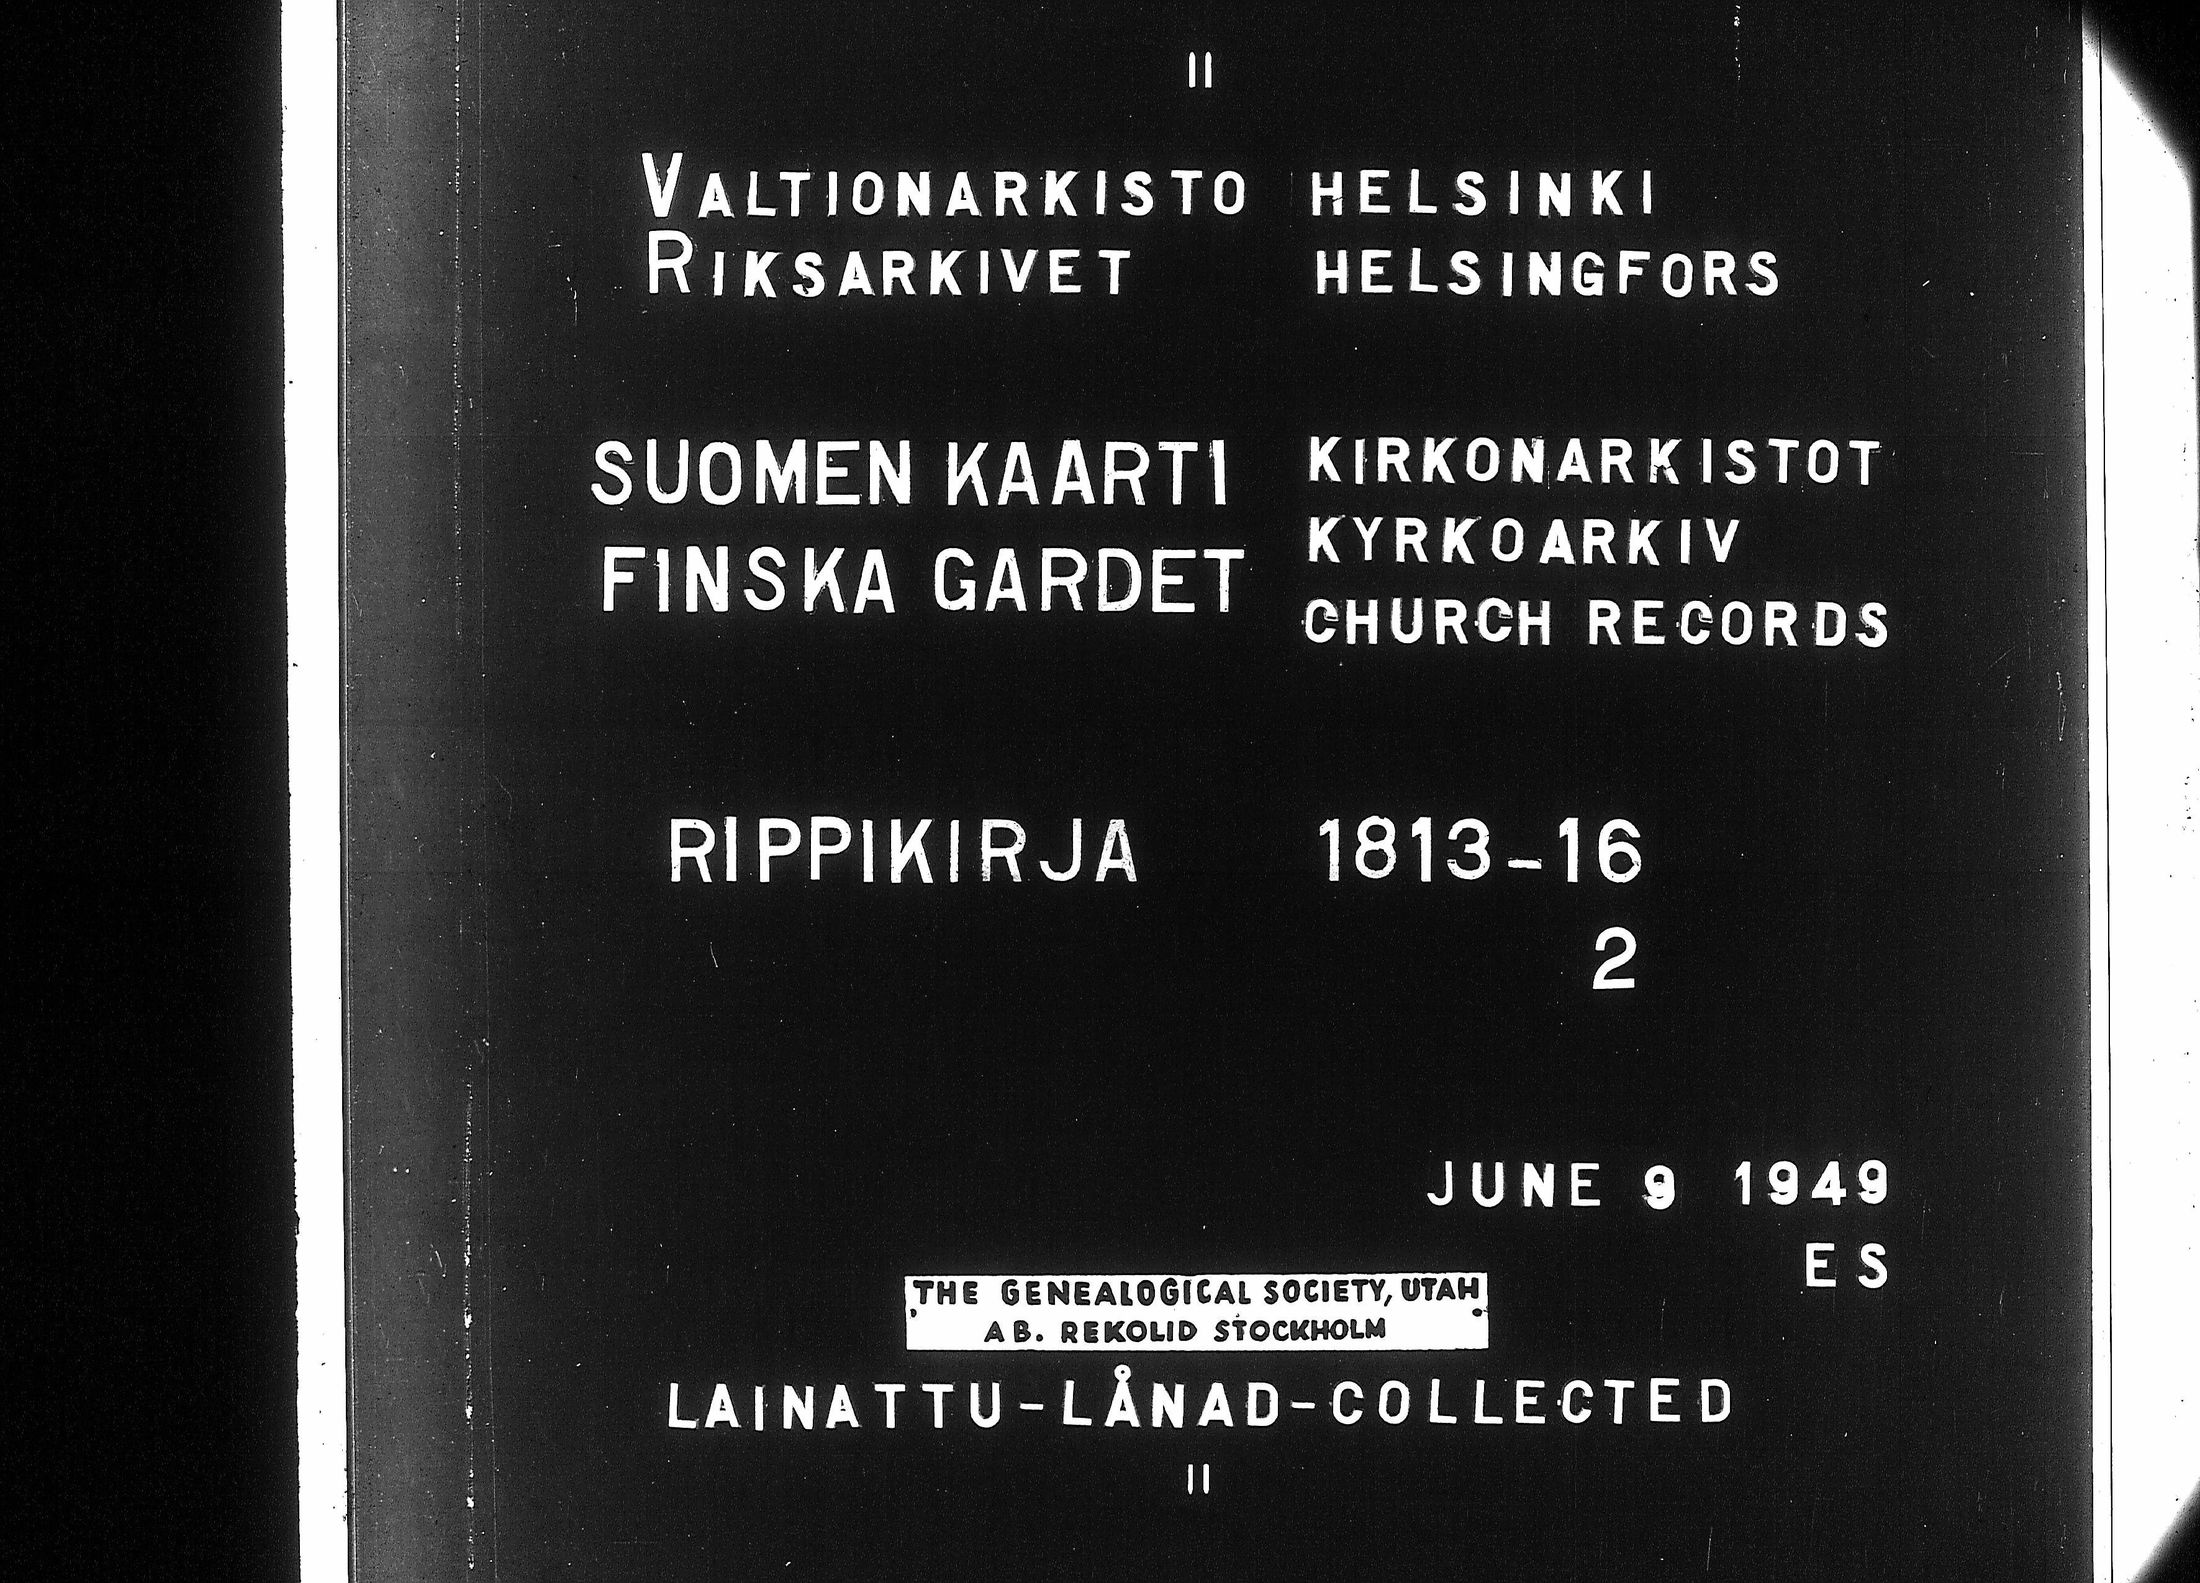 II
VALTIONARKISTO HELSINKI
RIKSARKIVET HELSINGFORS
SUOMEN KAARTI
FINSKA GARDET
KIRKONARKISTOT
KYRKOARKIV
CHURCH RECORDS
RIPPIKIRJA 1813-16
2
JUNE 9 1949
ES
THE GENEALOGICAL SOCIETY, UTAH
AB. REKOLID STOCKHOLM
LAINATTU-LÅNAD-COLLECTED
II